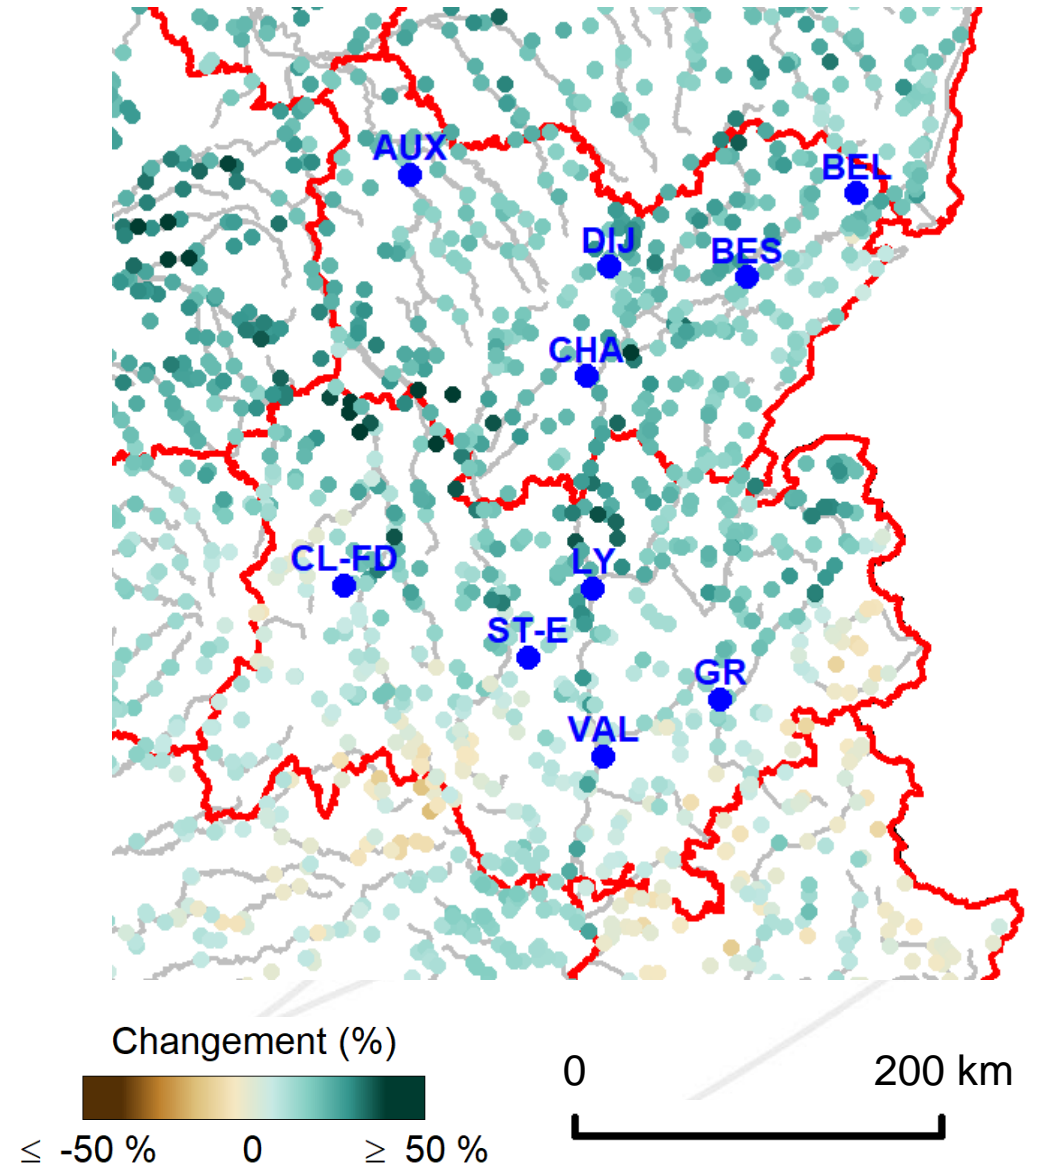 AUX
BEL
DIJ
BES
CHA
CL-FD
LY
ST-E
GR
VAL
Changement (%)
0 200 km
≤ -50 % 0 ≥ 50 %